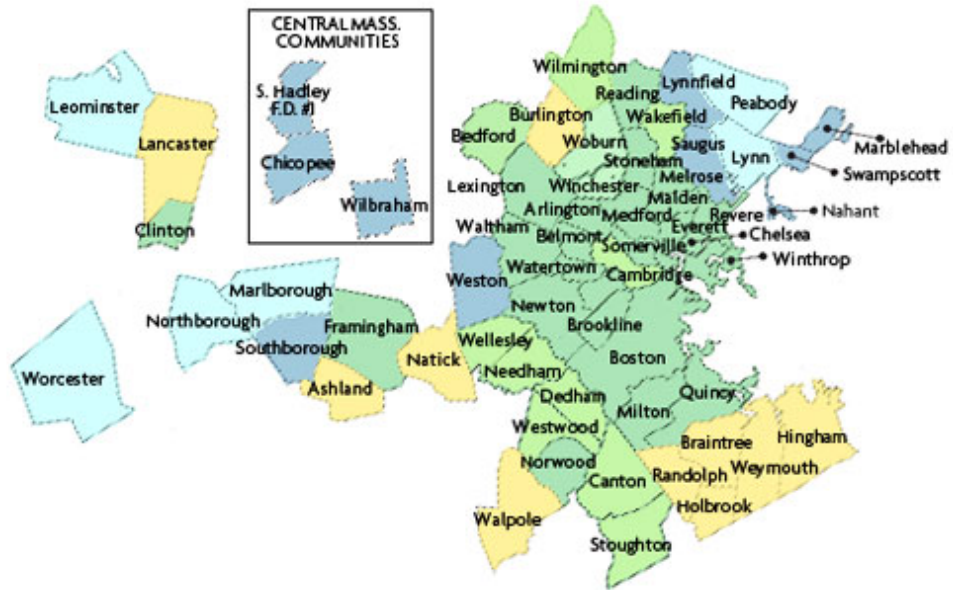 CENTRAL MASS.
COMMUNITIES
S. Hadley
F.D. #1
Chicopee
Wilbraham
Leominster
Lancaster
Clinton
Wilmington
Lynnfield
Reading
Peabody
Burlington
Wakefield
Bedford
Woburn
Saugus
Marblehead
Stoneham
Lynn
Swampscott
Melrose
Lexington
Winchester
Malden
Arlington
Medford
Revere
Nahant
Waltham
Everett
Chelsea
Belmont
Somerville
Winthrop
Watertown
Cambridge
Weston
Marlborough
Newton
Northborough
Framingham
Brookline
Southborough
Wellesley
Natick
Boston
Needham
Worcester
Ashland
Dedham
Quincy
Milton
Westwood
Braintree
Hingham
Norwood
Randolph
Weymouth
Canton
Holbrook
Walpole
Stoughton